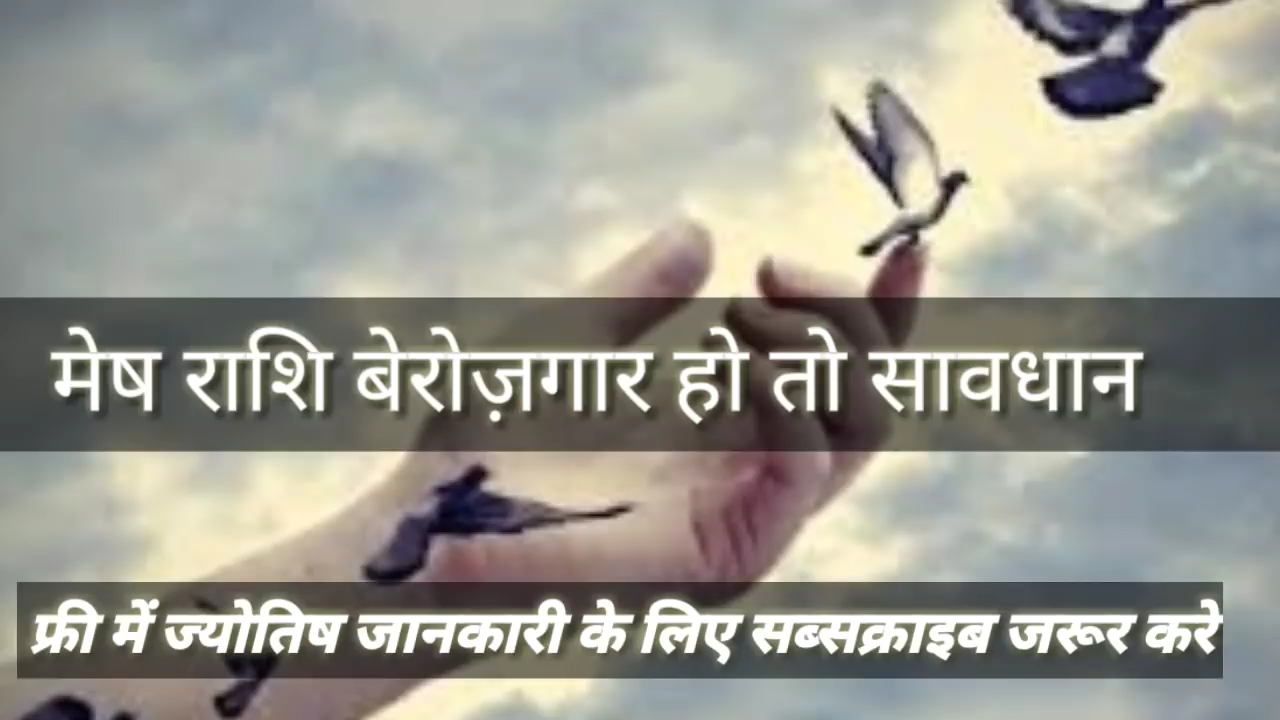 मेष राशि बेरोज़गार हो तो सावधान
फ्री में ज्योतिष जानकारी के लिए सब्सक्राइब जरूर करे